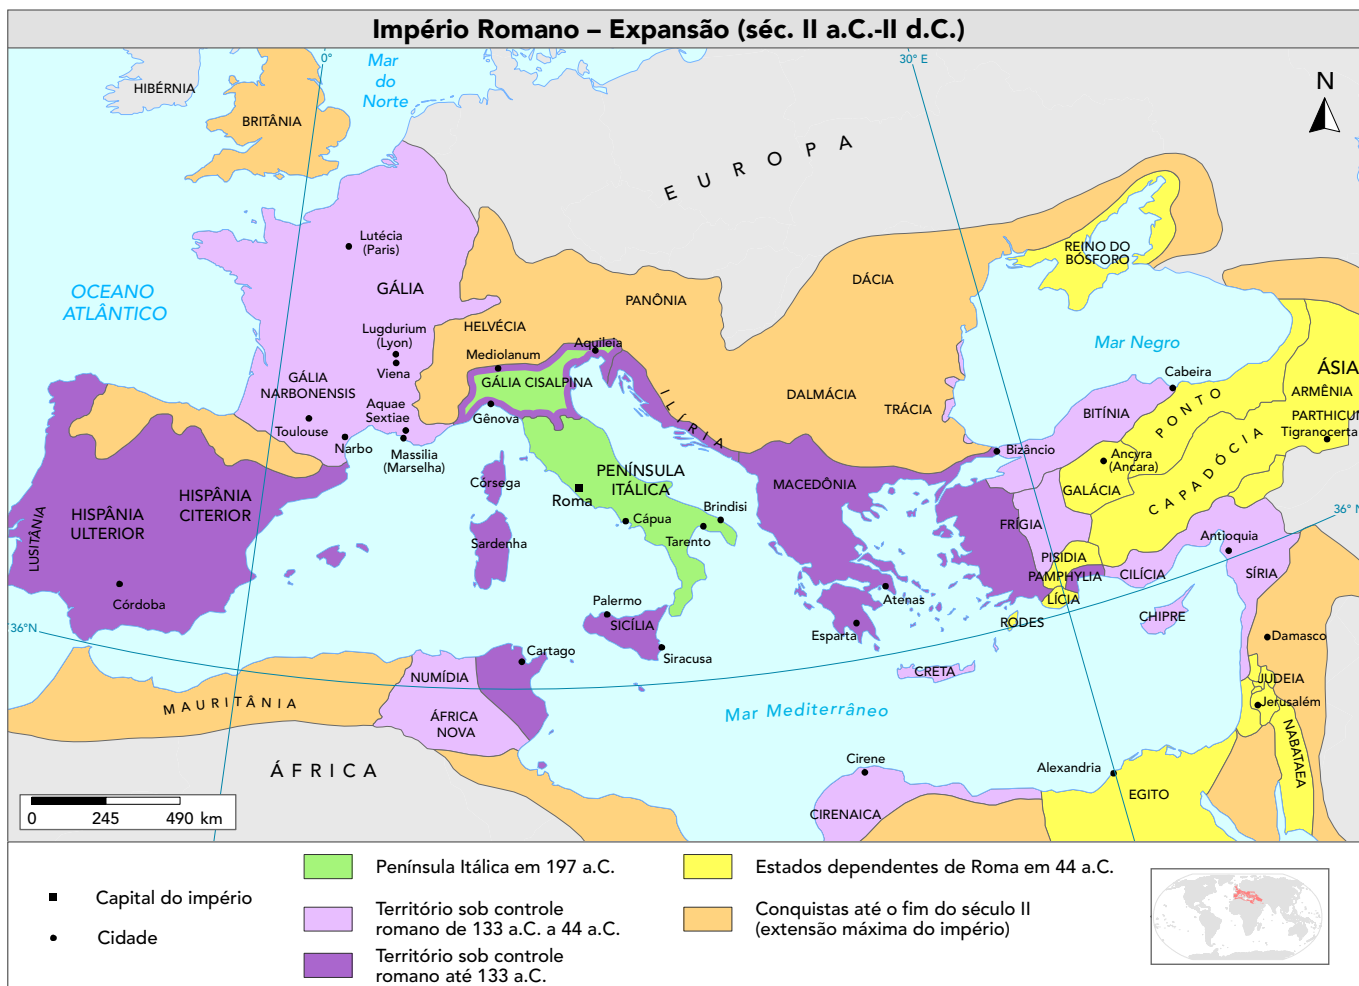 Império Romano – Expansão (séc. II a.C.-II d.C.)
0°
30° E
Mar
do
Norte
N
HIBÉRNIA
BRITÂNIA
EUROPA
Lutécia
(Paris)
REINO DO
BÓSFORO
DÁCIA
OCEANO
ATLÂNTICO
GÁLIA
PANÔNIA
HELVÉCIA
Lugdurium
(Lyon)
Aquileia
Mar Negro
Mediolanum
Viena
Cabeira
ÁSIA
GÁLIA
NARBONENSIS
GÁLIA CISALPINA
ARMÊNIA
DALMÁCIA
PONTO
Aquae
Sextiae
ILÍRIA
TRÁCIA
BITÍNIA
PARTHICUM
Gênova
Toulouse
Tigranocerta
Narbo
Massilia
(Marselha)
Bizâncio
Ancyra
(Ancara)
CAPADÓCIA
PENÍNSULA
ITÁLICA
Córsega
MACEDÔNIA
GALÁCIA
Roma
HISPÂNIA
CITERIOR
LUSITÂNIA
HISPÂNIA
ULTERIOR
Brindisi
Cápua
FRÍGIA
36° N
Tarento
Sardenha
Antioquia
PISIDIA
PAMPHYLIA
CILÍCIA
SÍRIA
Córdoba
Palermo
LÍCIA
Atenas
SICÍLIA
CHIPRE
RODES
36°N
Esparta
Damasco
Cartago
Siracusa
CRETA
NUMÍDIA
JUDEIA
MAURITÂNIA
Jerusalém
ÁFRICA
NOVA
Mar Mediterrâneo
NABATAEA
ÁFRICA
Cirene
Alexandria
EGITO
CIRENAICA
0 245 490 km
Capital do império
Cidade
Península Itálica em 197 a.C.
Território sob controle
romano de 133 a.C. a 44 a.C.
Território sob controle
romano até 133 a.C.
Estados dependentes de Roma em 44 a.C.
Conquistas até o fim do século II
(extensão máxima do império)